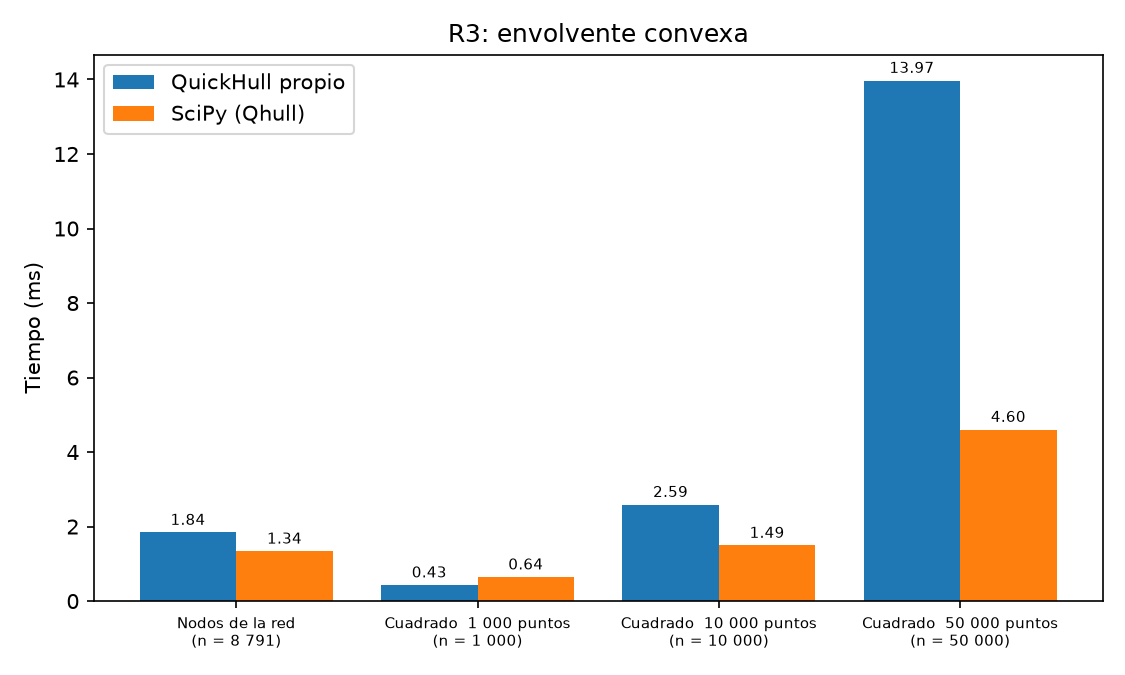 R3: envolvente convexa
QuickHull propio
SciPy (Qhull)
Tiempo (ms)
14
12
10
8
6
4
2
0
1.84
1.34
0.43
0.64
2.59
1.49
13.97
4.60
Nodos de la red
(n = 8 791)
Cuadrado  1 000 puntos
(n = 1 000)
Cuadrado  10 000 puntos
(n = 10 000)
Cuadrado  50 000 puntos
(n = 50 000)